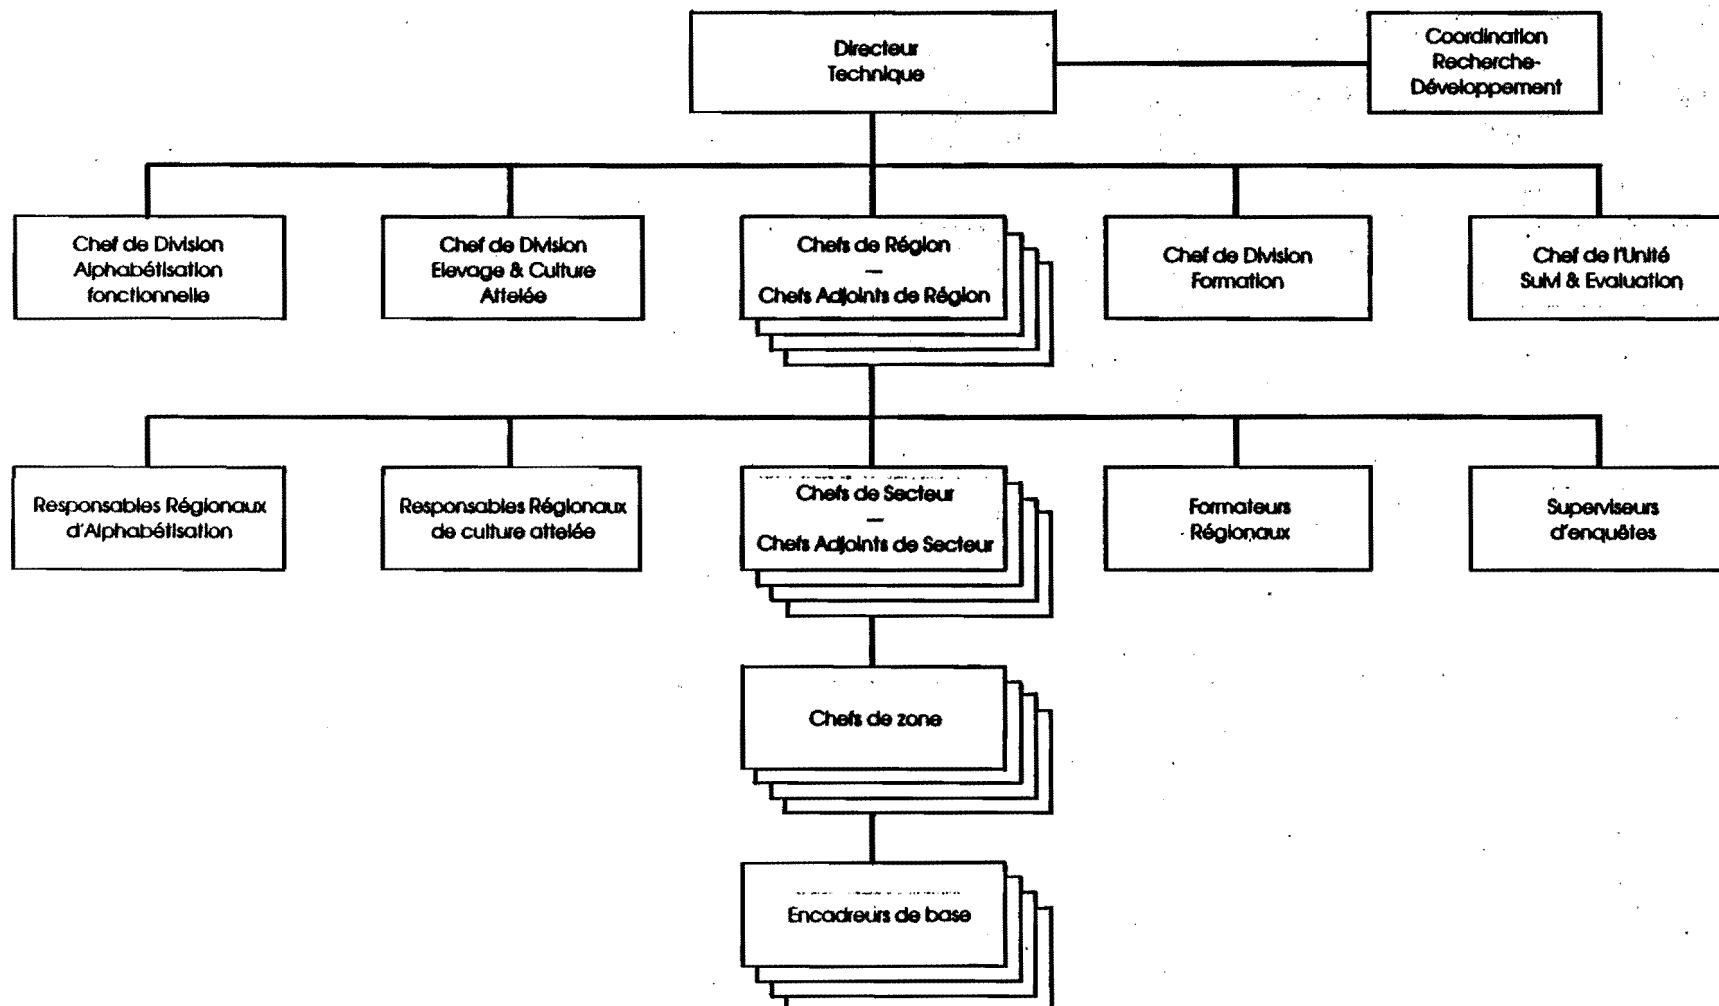 Directeur
Technique
Coordination
Recherche-
Développement
Chef de Division
Alphabétisation
fonctionnelle
Chef de Division
Elevage & Culture
Attelée
Chefs de Région
—
Chefs Adjoints de Région
Chef de Division
Formation
Chef de l'Unité
Suivi & Evaluation
Responsables Régionaux
d'Alphabétisation
Responsables Régionaux
de culture attelée
Chefs de Secteur
—
Chefs Adjoints de Secteur
Formateurs
Régionaux
Superviseurs
d'enquêtes
Chefs de zone
Encadreurs de base